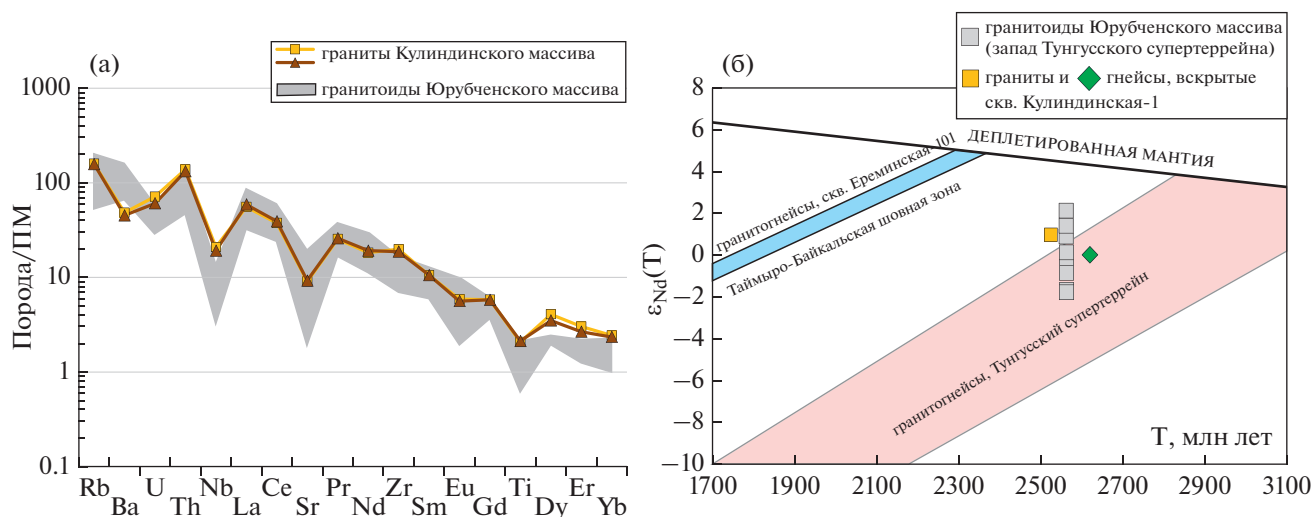 (а)
граниты Кулиндинского массива
гранитоиды Юрубченского массива
Порода/ПМ
1000
100
10
1
0.1
Rb
Ba
U
Th
Nb
La
Ce
Sr
Pr
Nd
Zr
Sm
Eu
Gd
Ti
Dy
Er
Yb
(б)
гранитоиды Юрубченского массива
(запад Тунгусского супертеррейна)
граниты и гнейсы, вскрытые
скв. Кулиндинская-1
εNd(T)
8
6
4
2
0
−2
−4
−6
−8
−10
ДЕПЛЕТИРОВАННАЯ МАНТИЯ
гранитогнейсы, скв. Ереминская-101
Таймыро-Байкальская шовная зона
гранитогнейсы, Тунгусский супертеррейн
T, млн лет
1700
1900
2100
2300
2500
2700
2900
3100